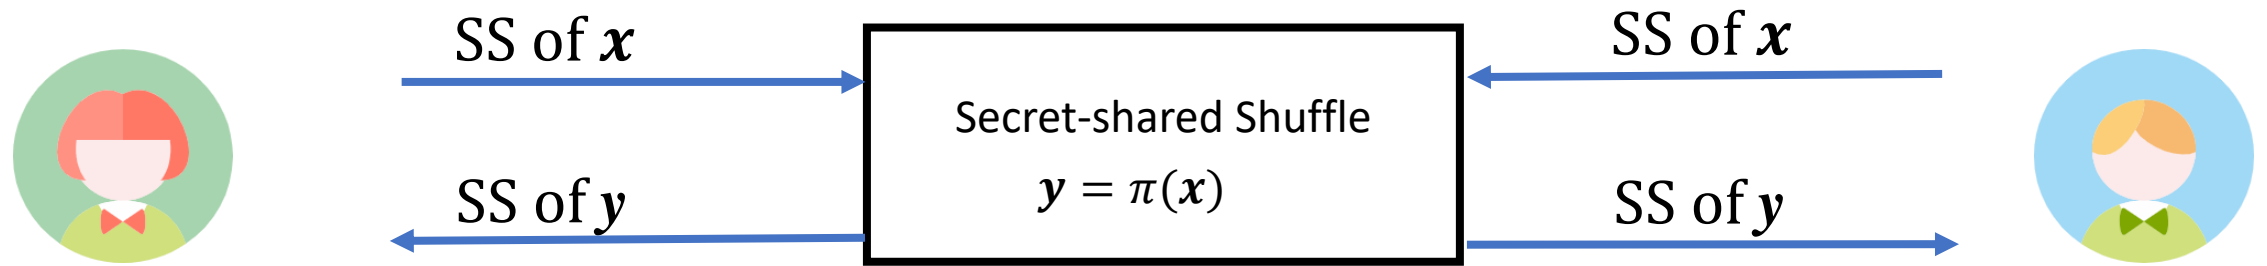 SS of x
SS of x
Secret-shared Shuffle
y = π(x)
SS of y
SS of y